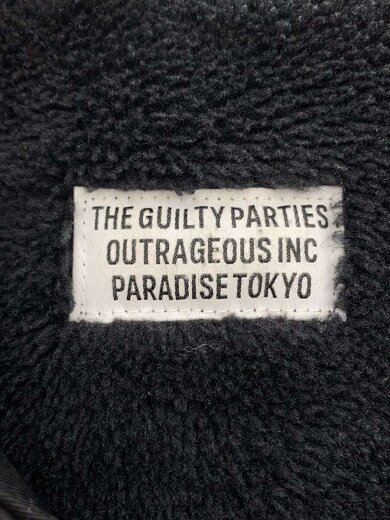 THE GUILTY PARTIES
OUTRAGEOUS INC
PARADISE TOKYO